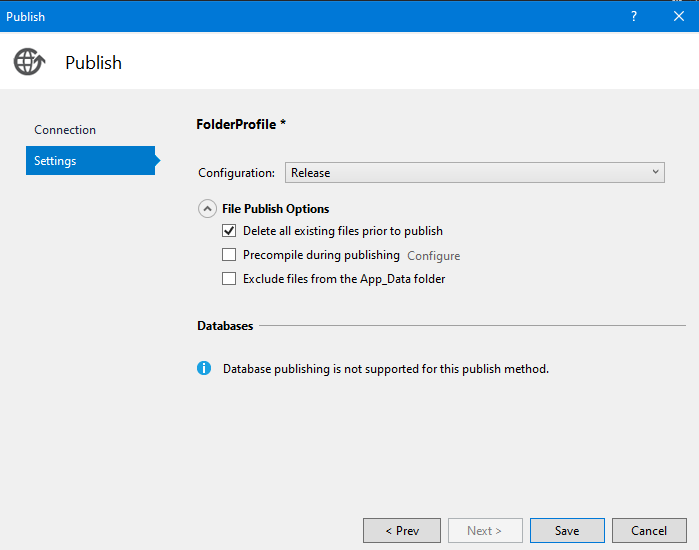 Publish
?
Publish
Connection
Settings
FolderProfile *
Configuration: Release
File Publish Options
Delete all existing files prior to publish
Precompile during publishing Configure
Exclude files from the App_Data folder
Databases
Database publishing is not supported for this publish method.
< Prev Next > Save Cancel